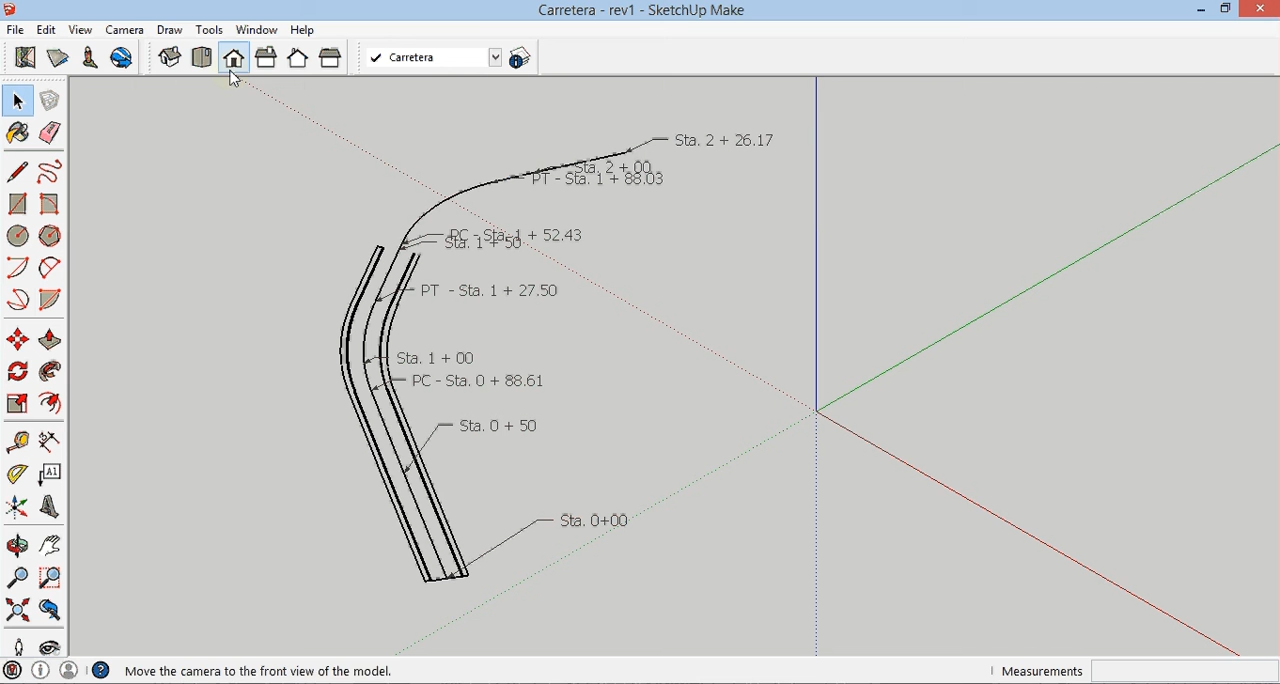 Carretera - rev1 - SketchUp Make
File Edit View Camera Draw Tools Window Help
Carretera
Sta. 2 + 26.17
Sta. 2 + 00
PT - Sta. 1 + 88.03
PC - Sta. 1 + 52.43
Sta. 1 + 50
PT - Sta. 1 + 27.50
Sta. 1 + 00
PC - Sta. 0 + 88.61
Sta. 0 + 50
Sta. 0+00
A1
Move the camera to the front view of the model.
Measurements